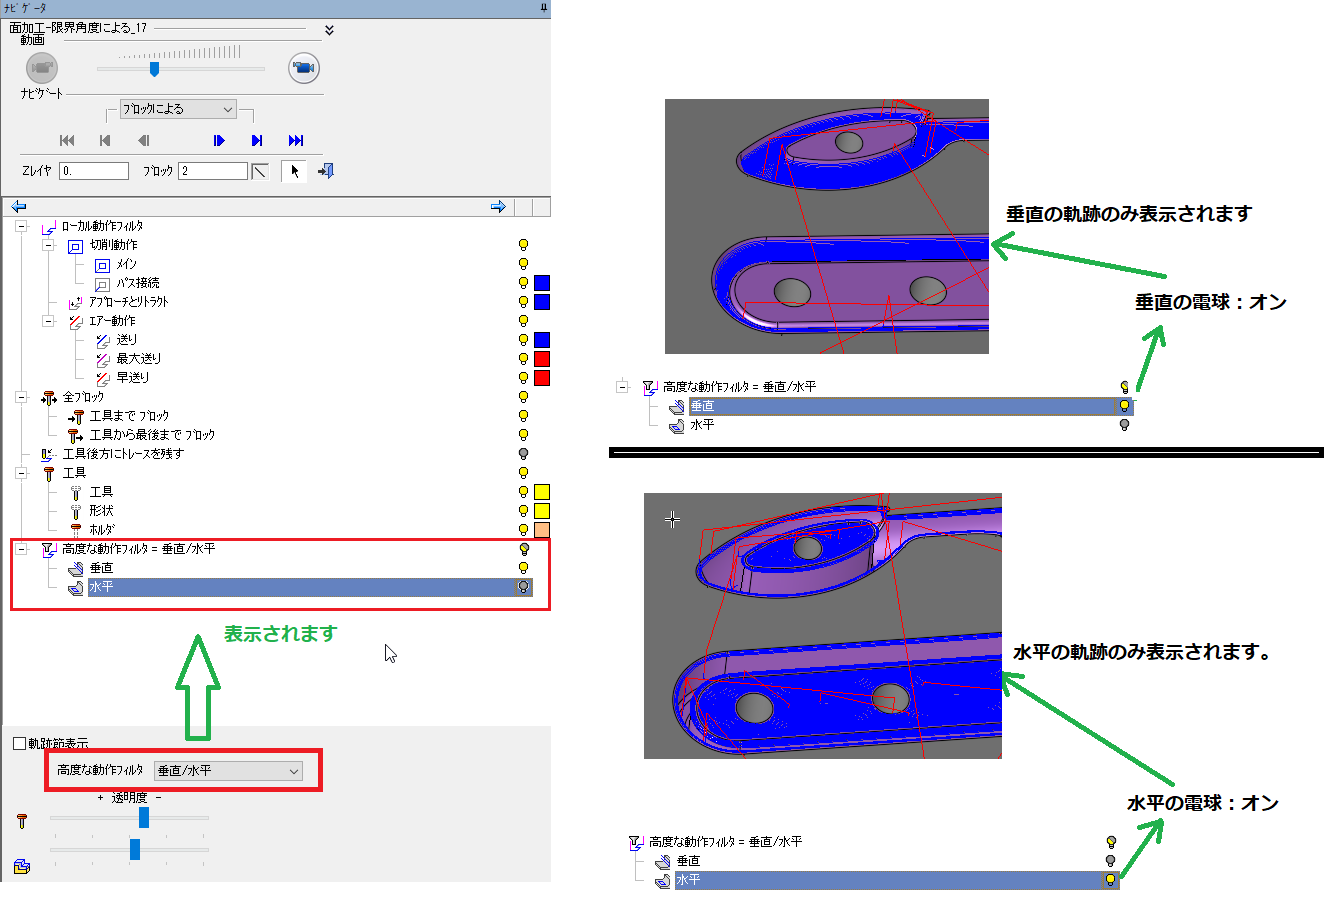 ﾅﾋﾞｹﾞｰﾀ
面加工-限界角度による_17
動画
ﾅﾋﾞｹﾞｰﾄ
ﾌﾞﾛｯｸによる
Zﾚｲﾔ 0. ﾌﾞﾛｯｸ 2
ﾛｰｶﾙ動作ﾌｨﾙﾀ
切削動作
ﾒｲﾝ
ﾊﾟｽ接続
ｱﾌﾟﾛｰﾁとﾘﾄﾗｸﾄ
ｴｱｰ動作
送り
最大送り
早送り
全ﾌﾞﾛｯｸ
工具まで ﾌﾞﾛｯｸ
工具から最後まで ﾌﾞﾛｯｸ
工具後方にﾄﾚｰｽを残す
工具
工具
形状
ﾎﾙﾀﾞ
高度な動作ﾌｨﾙﾀ = 垂直/水平
垂直
水平
表示されます
軌跡節表示
高度な動作ﾌｨﾙﾀ 垂直/水平
+ 透明度 -
垂直の軌跡のみ表示されます
垂直の電球：オン
高度な動作ﾌｨﾙﾀ = 垂直/水平
垂直
水平
水平の軌跡のみ表示されます。
水平の電球：オン
高度な動作ﾌｨﾙﾀ = 垂直/水平
垂直
水平